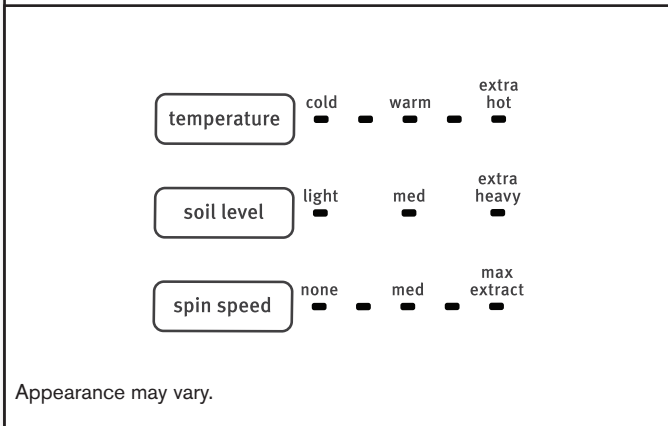 extra
cold warm hot
temperature
extra
light med heavy
soil level
max
none med extract
spin speed
Appearance may vary.